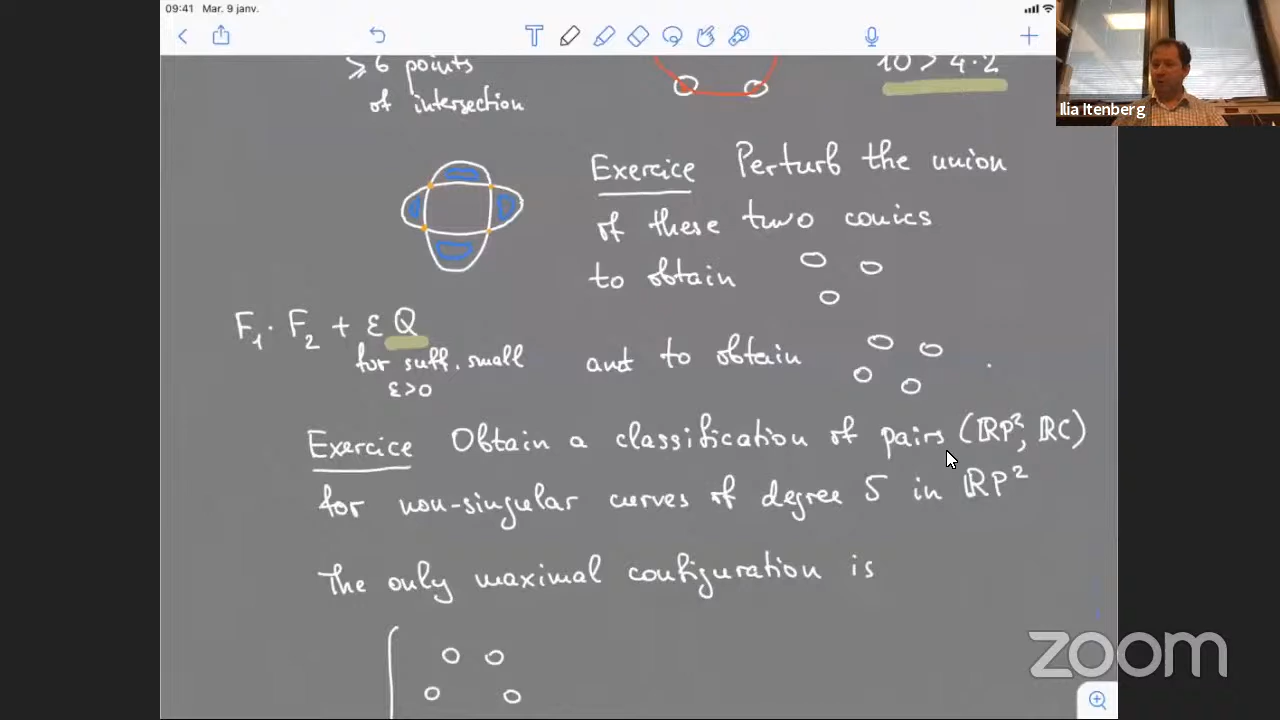 09:41 Mar. 9 janv.
Ilia Itenberg
⩾ 6 points
of intersection
10 > 4·2
Exercice Perturb the union
of these two conics
to obtain
F₁ · F₂ + ε Q
for suff. small
ε>0
and to obtain
Exercice Obtain a classification of pairs (ℝP², ℝC)
for non-singular curves of degree 5 in ℝP²
The only maximal configuration is
zoom